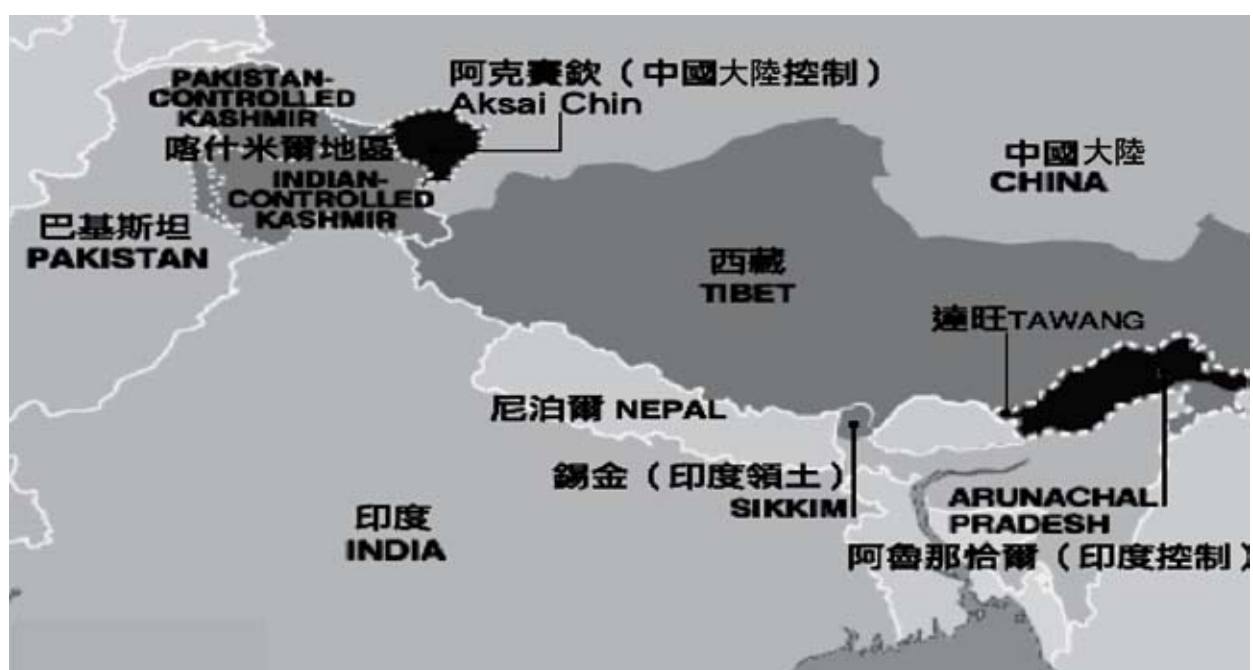 PAKISTAN-
CONTROLLED
KASHMIR
喀什米爾地區
INDIAN-
CONTROLLED
KASHMIR
阿克賽欽（中國大陸控制）
Aksai Chin
中國大陸
CHINA
巴基斯坦
PAKISTAN
西藏
TIBET
達旺TAWANG
尼泊爾 NEPAL
錫金（印度領土）
SIKKIM
ARUNACHAL
PRADESH
阿魯那恰爾（印度控制）
印度
INDIA